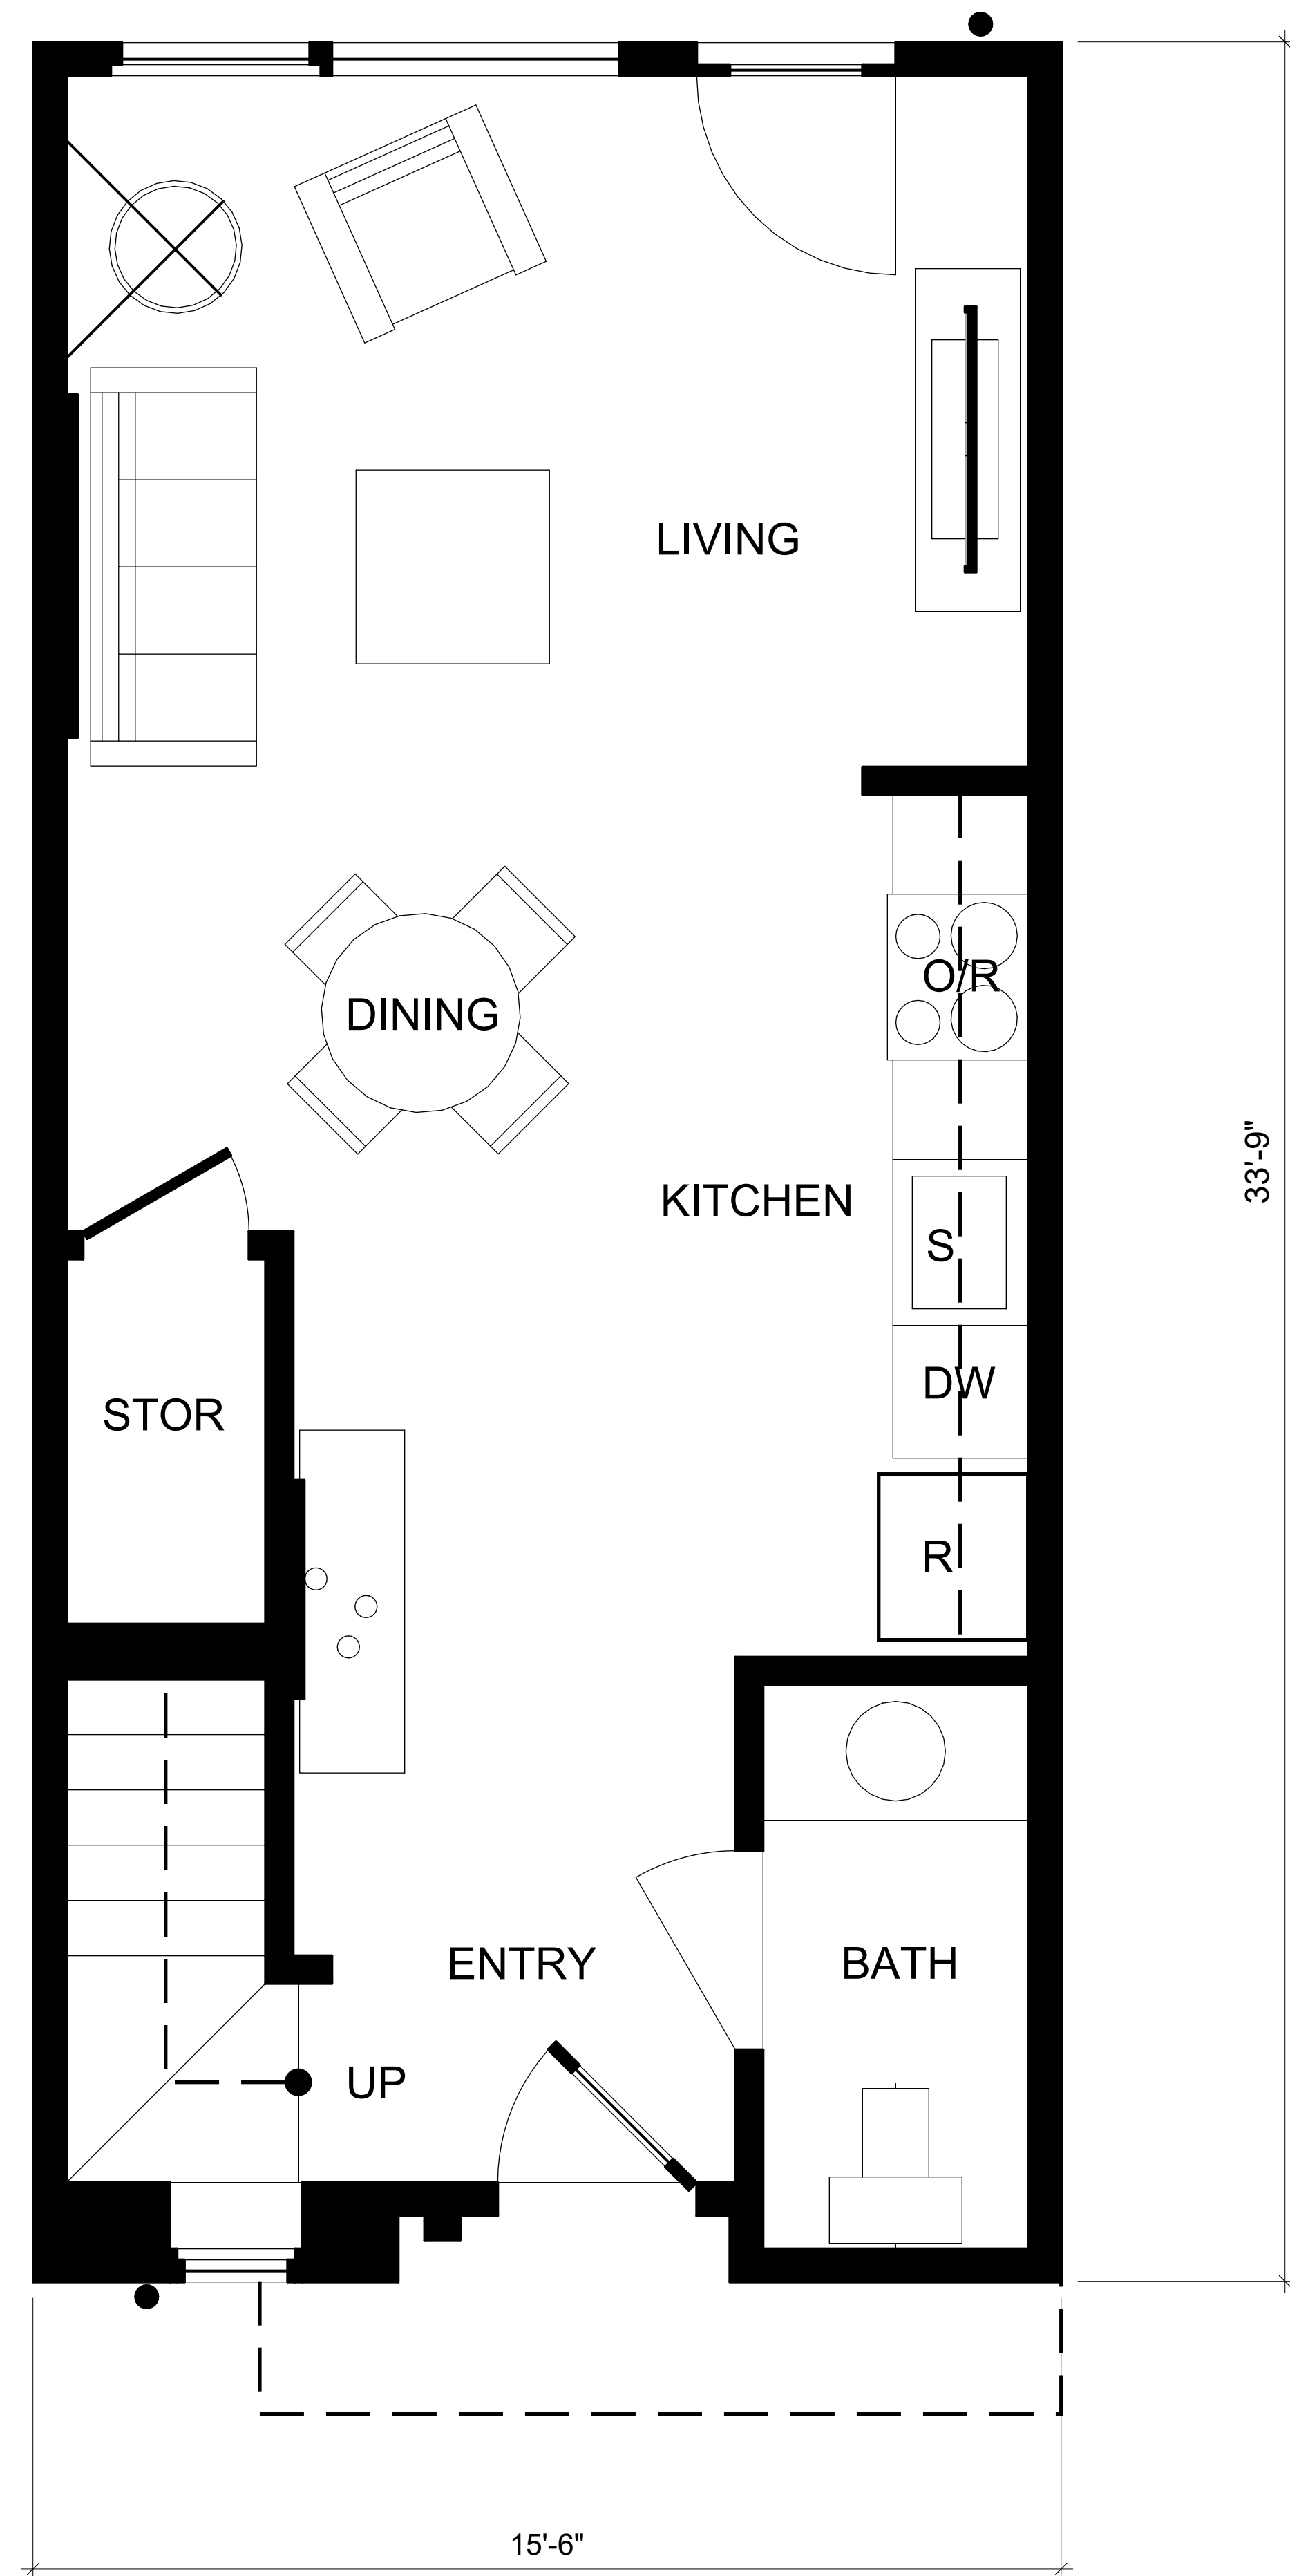 LIVING
O/R
DINING
33'-9"
KITCHEN
S
DW
STOR
R
ENTRY
BATH
UP
15'-6"